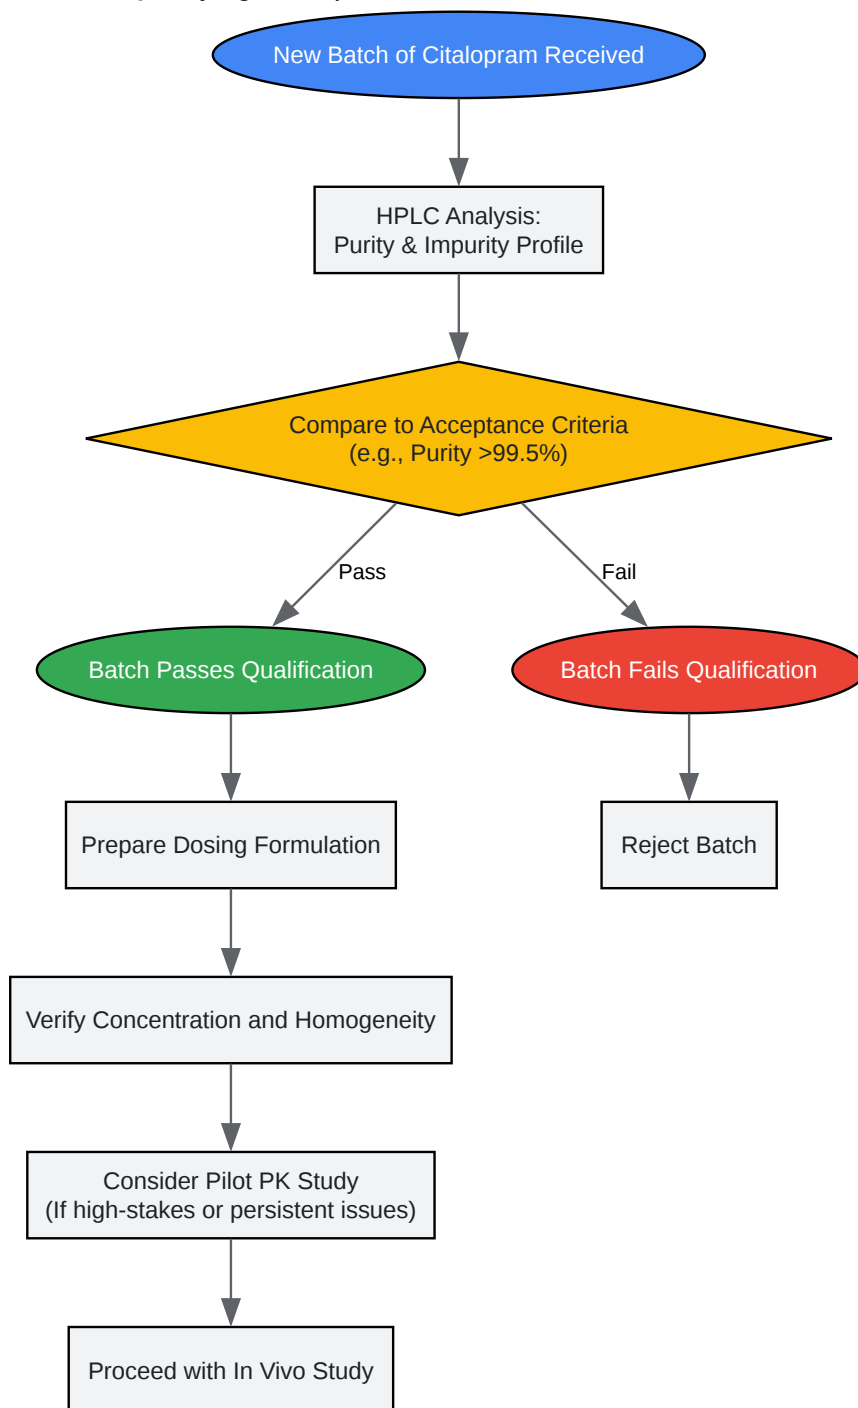 New Batch of Citalopram Received
HPLC Analysis:
Purity & Impurity Profile
Compare to Acceptance Criteria
(e.g., Purity >99.5%)
Pass
Fail
Batch Passes Qualification
Batch Fails Qualification
Prepare Dosing Formulation
Reject Batch
Verify Concentration and Homogeneity
Consider Pilot PK Study
(If high-stakes or persistent issues)
Proceed with In Vivo Study